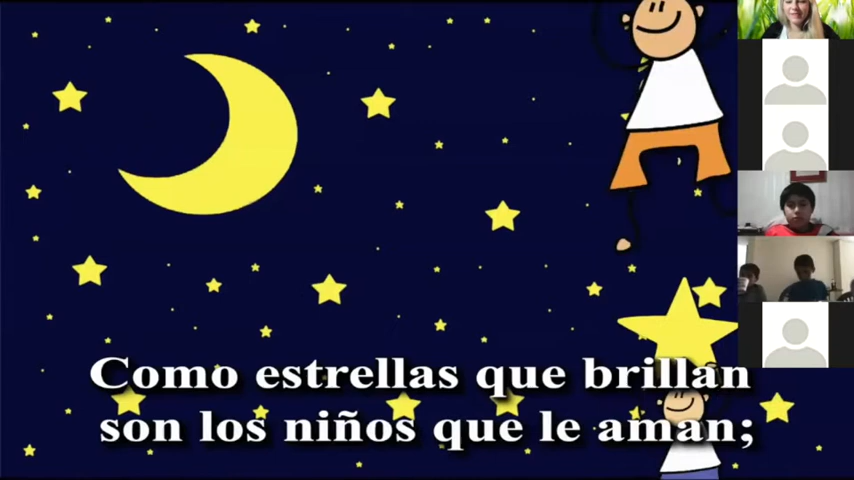 Como estrellas que brillan
son los niños que le aman;